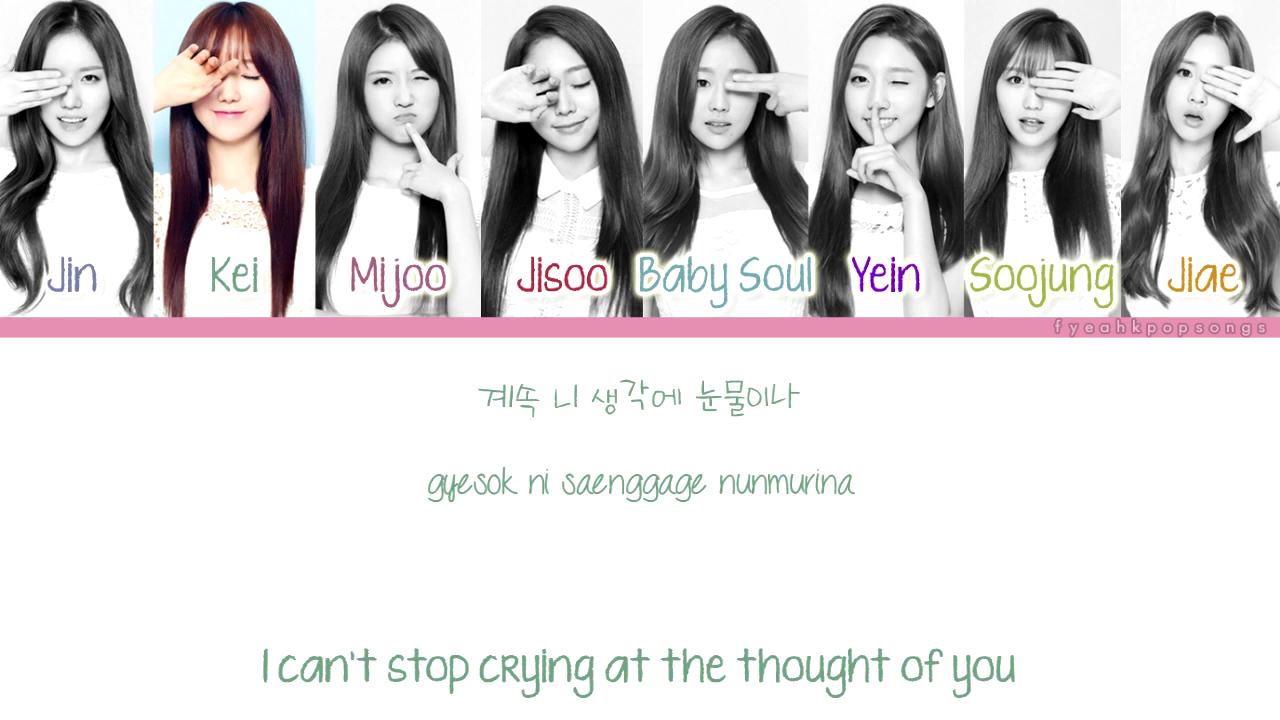 Jin Kei Mijoo Jisoo Baby Soul Yein Soojung Jiae
fyeahkpopsongs
계쏙 니 생각에 눈물이나
gyesok ni saenggage nunmurina
I can't stop crying at the thought of you